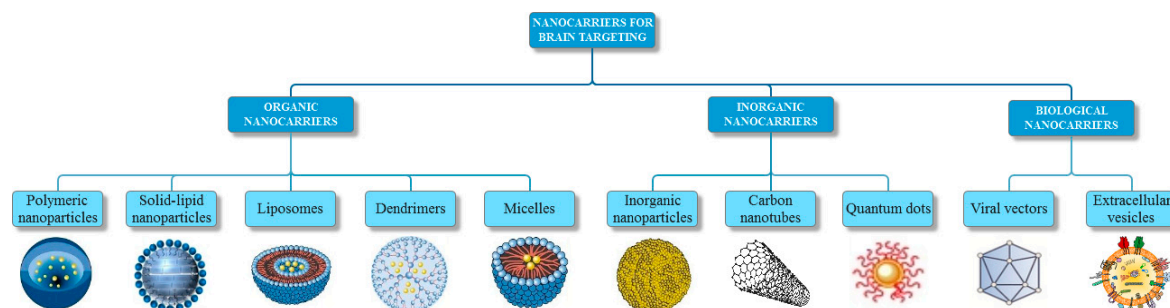 NANOCARRIERS FOR
BRAIN TARGETING
ORGANIC
NANOCARRIERS
INORGANIC
NANOCARRIERS
BIOLOGICAL
NANOCARRIERS
Polymeric
nanoparticles
Solid-lipid
nanoparticles
Liposomes
Dendrimers
Micelles
Inorganic
nanoparticles
Carbon
nanotubes
Quantum dots
Viral vectors
Extracellular
vesicles